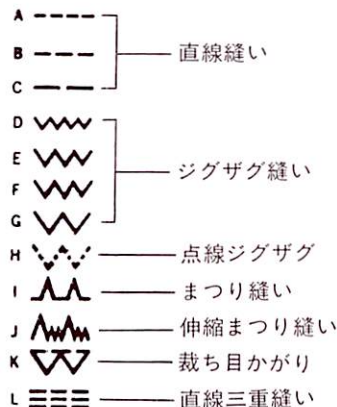 A
B 直線縫い
C
D
E
F ジグザグ縫い
G
H 点線ジグザグ
I まつり縫い
J 伸縮まつり縫い
K 裁ち目かがり
L 直線三重縫い